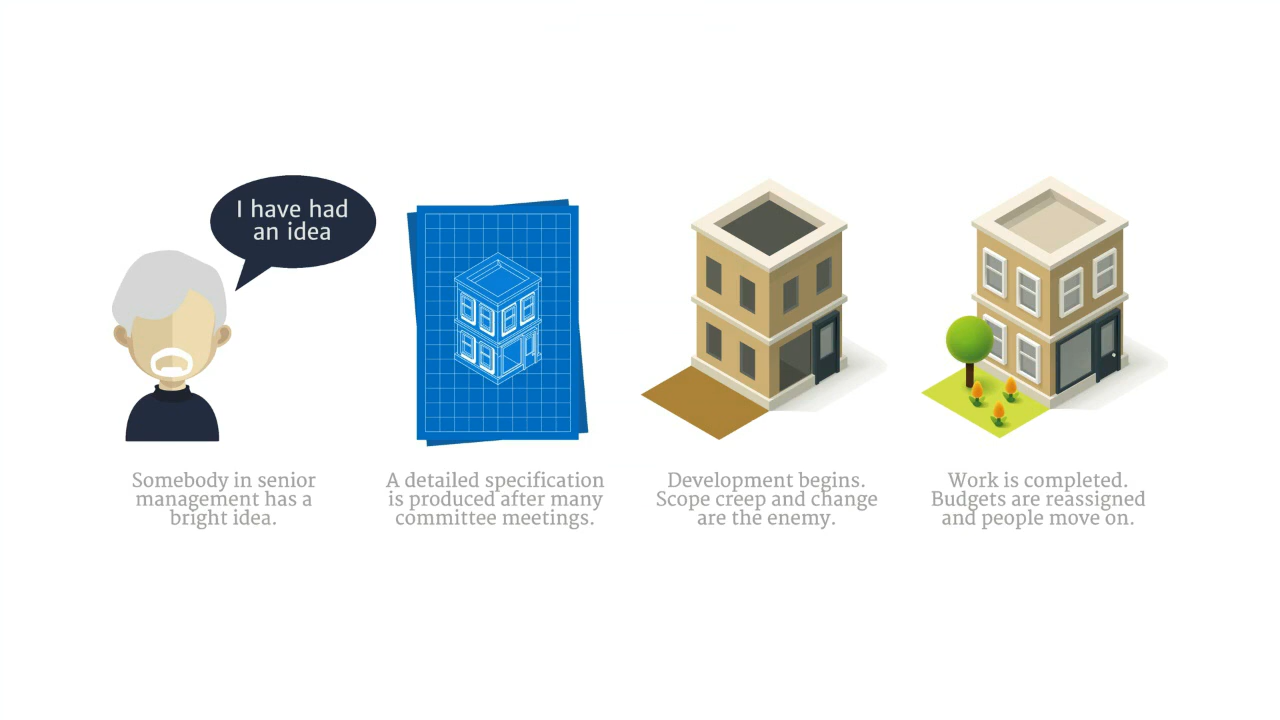 I have had
an idea
Somebody in senior
management has a
bright idea.
A detailed specification
is produced after many
committee meetings.
Development begins.
Scope creep and change
are the enemy.
Work is completed.
Budgets are reassigned
and people move on.